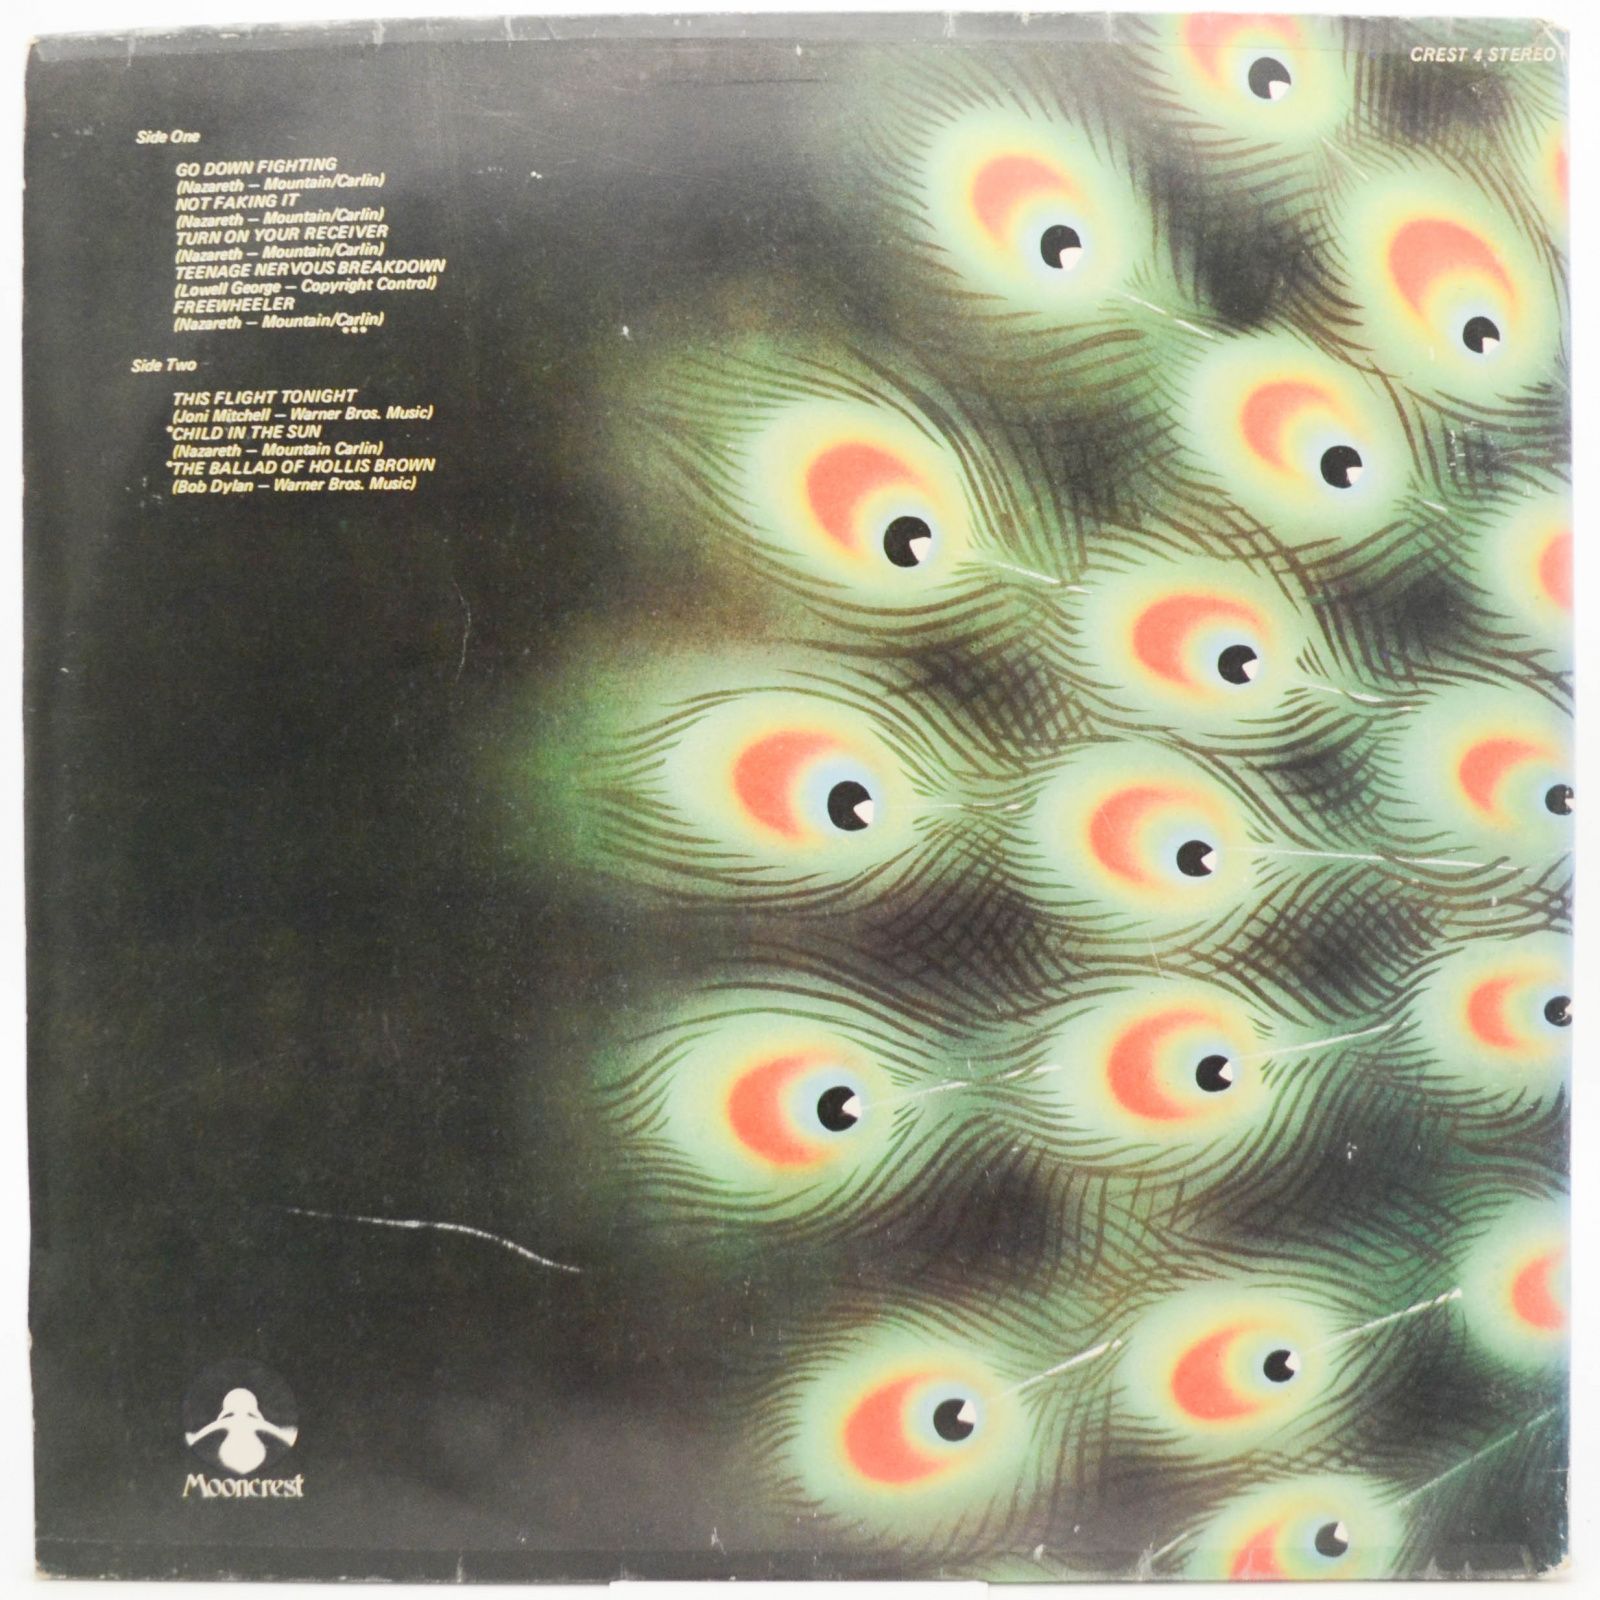 CREST 4 STEREO
Side One
GO DOWN FIGHTING
(Nazareth — Mountain/Carlin)
NOT FAKING IT
(Nazareth — Mountain/Carlin)
TURN ON YOUR RECEIVER
(Nazareth — Mountain/Carlin)
TEENAGE NERVOUS BREAKDOWN
(Lowell George — Copyright Control)
FREEWHEELER
(Nazareth — Mountain/Carlin)
***
Side Two
THIS FLIGHT TONIGHT
(Joni Mitchell — Warner Bros. Music)
*CHILD IN THE SUN
(Nazareth — Mountain Carlin)
*THE BALLAD OF HOLLIS BROWN
(Bob Dylan — Warner Bros. Music)
Mooncrest